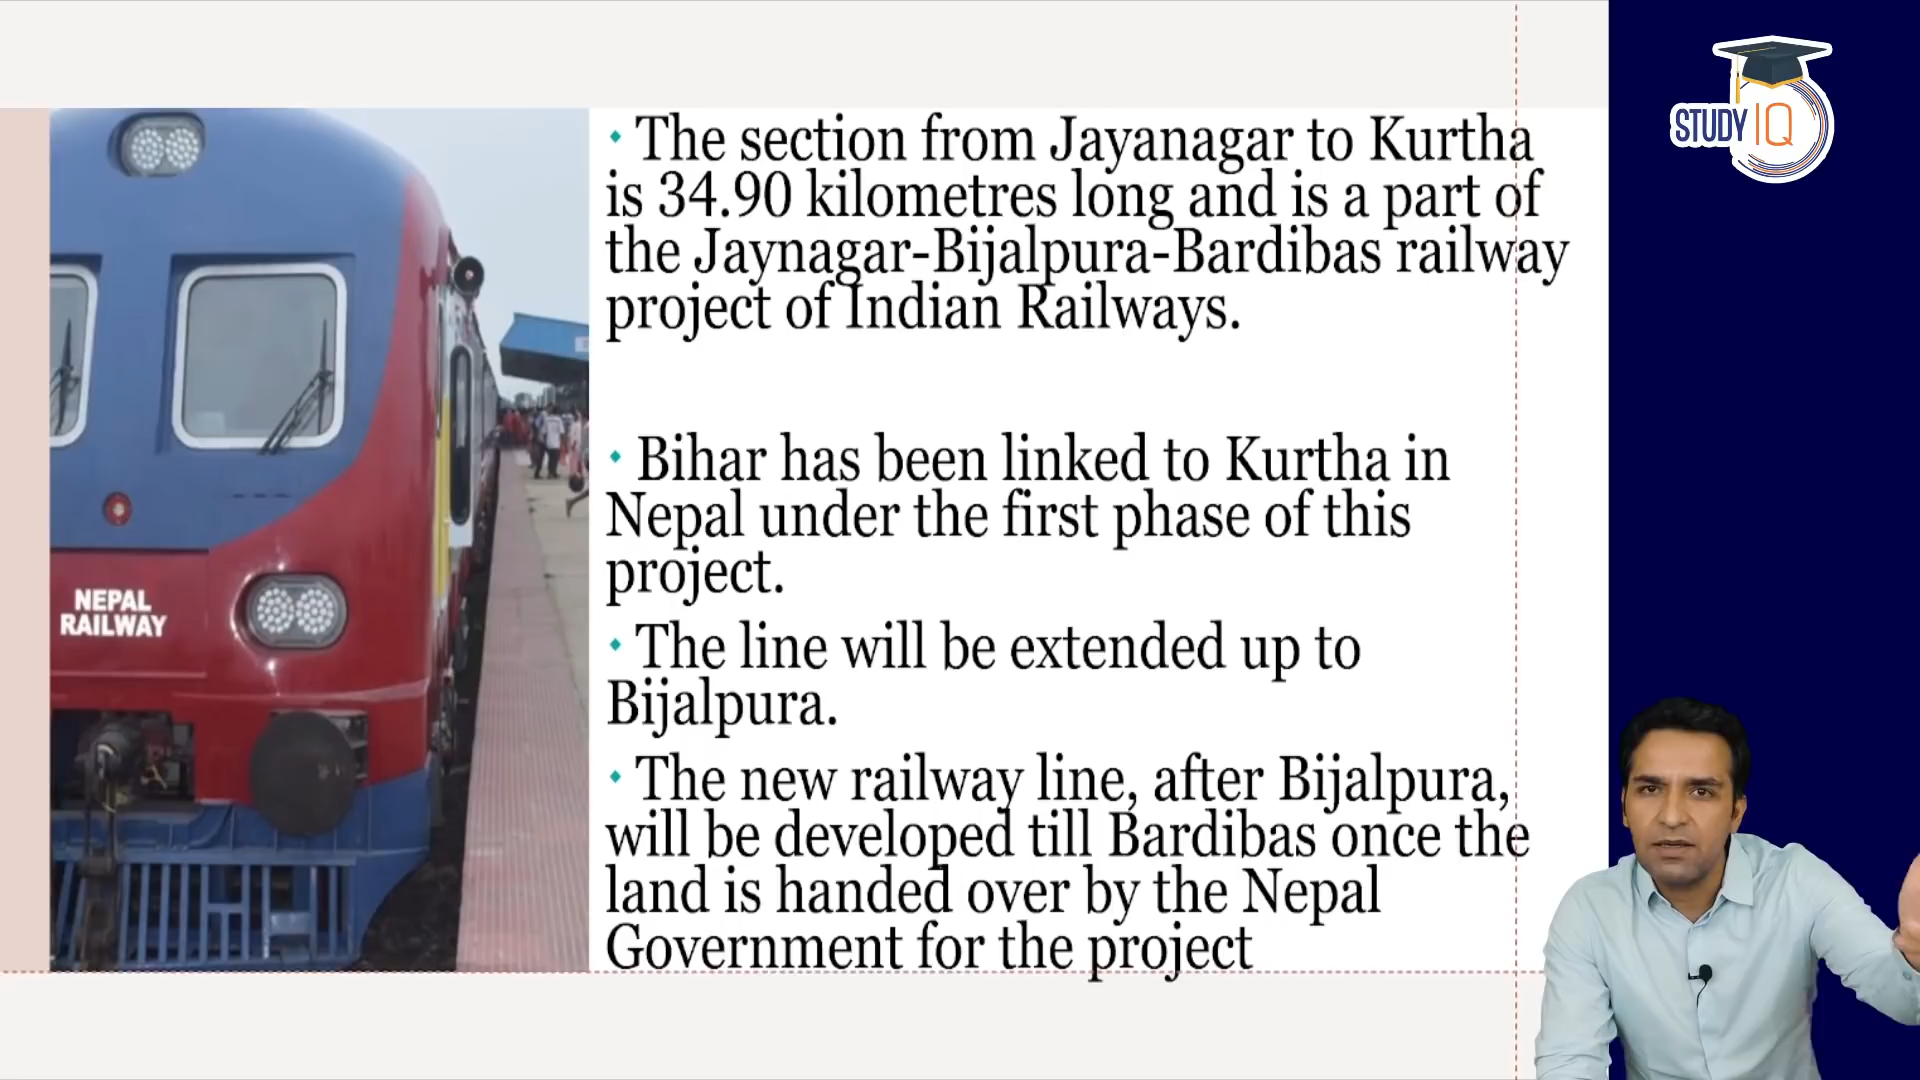 • The section from Jayanagar to Kurtha
is 34.90 kilometres long and is a part of
the Jaynagar-Bijalpura-Bardibas railway
project of Indian Railways.
• Bihar has been linked to Kurtha in
Nepal under the first phase of this
project.
• The line will be extended up to
Bijalpura.
• The new railway line, after Bijalpura,
will be developed till Bardibas once the
land is handed over by the Nepal
Government for the project
NEPAL
RAILWAY
STUDY IQ